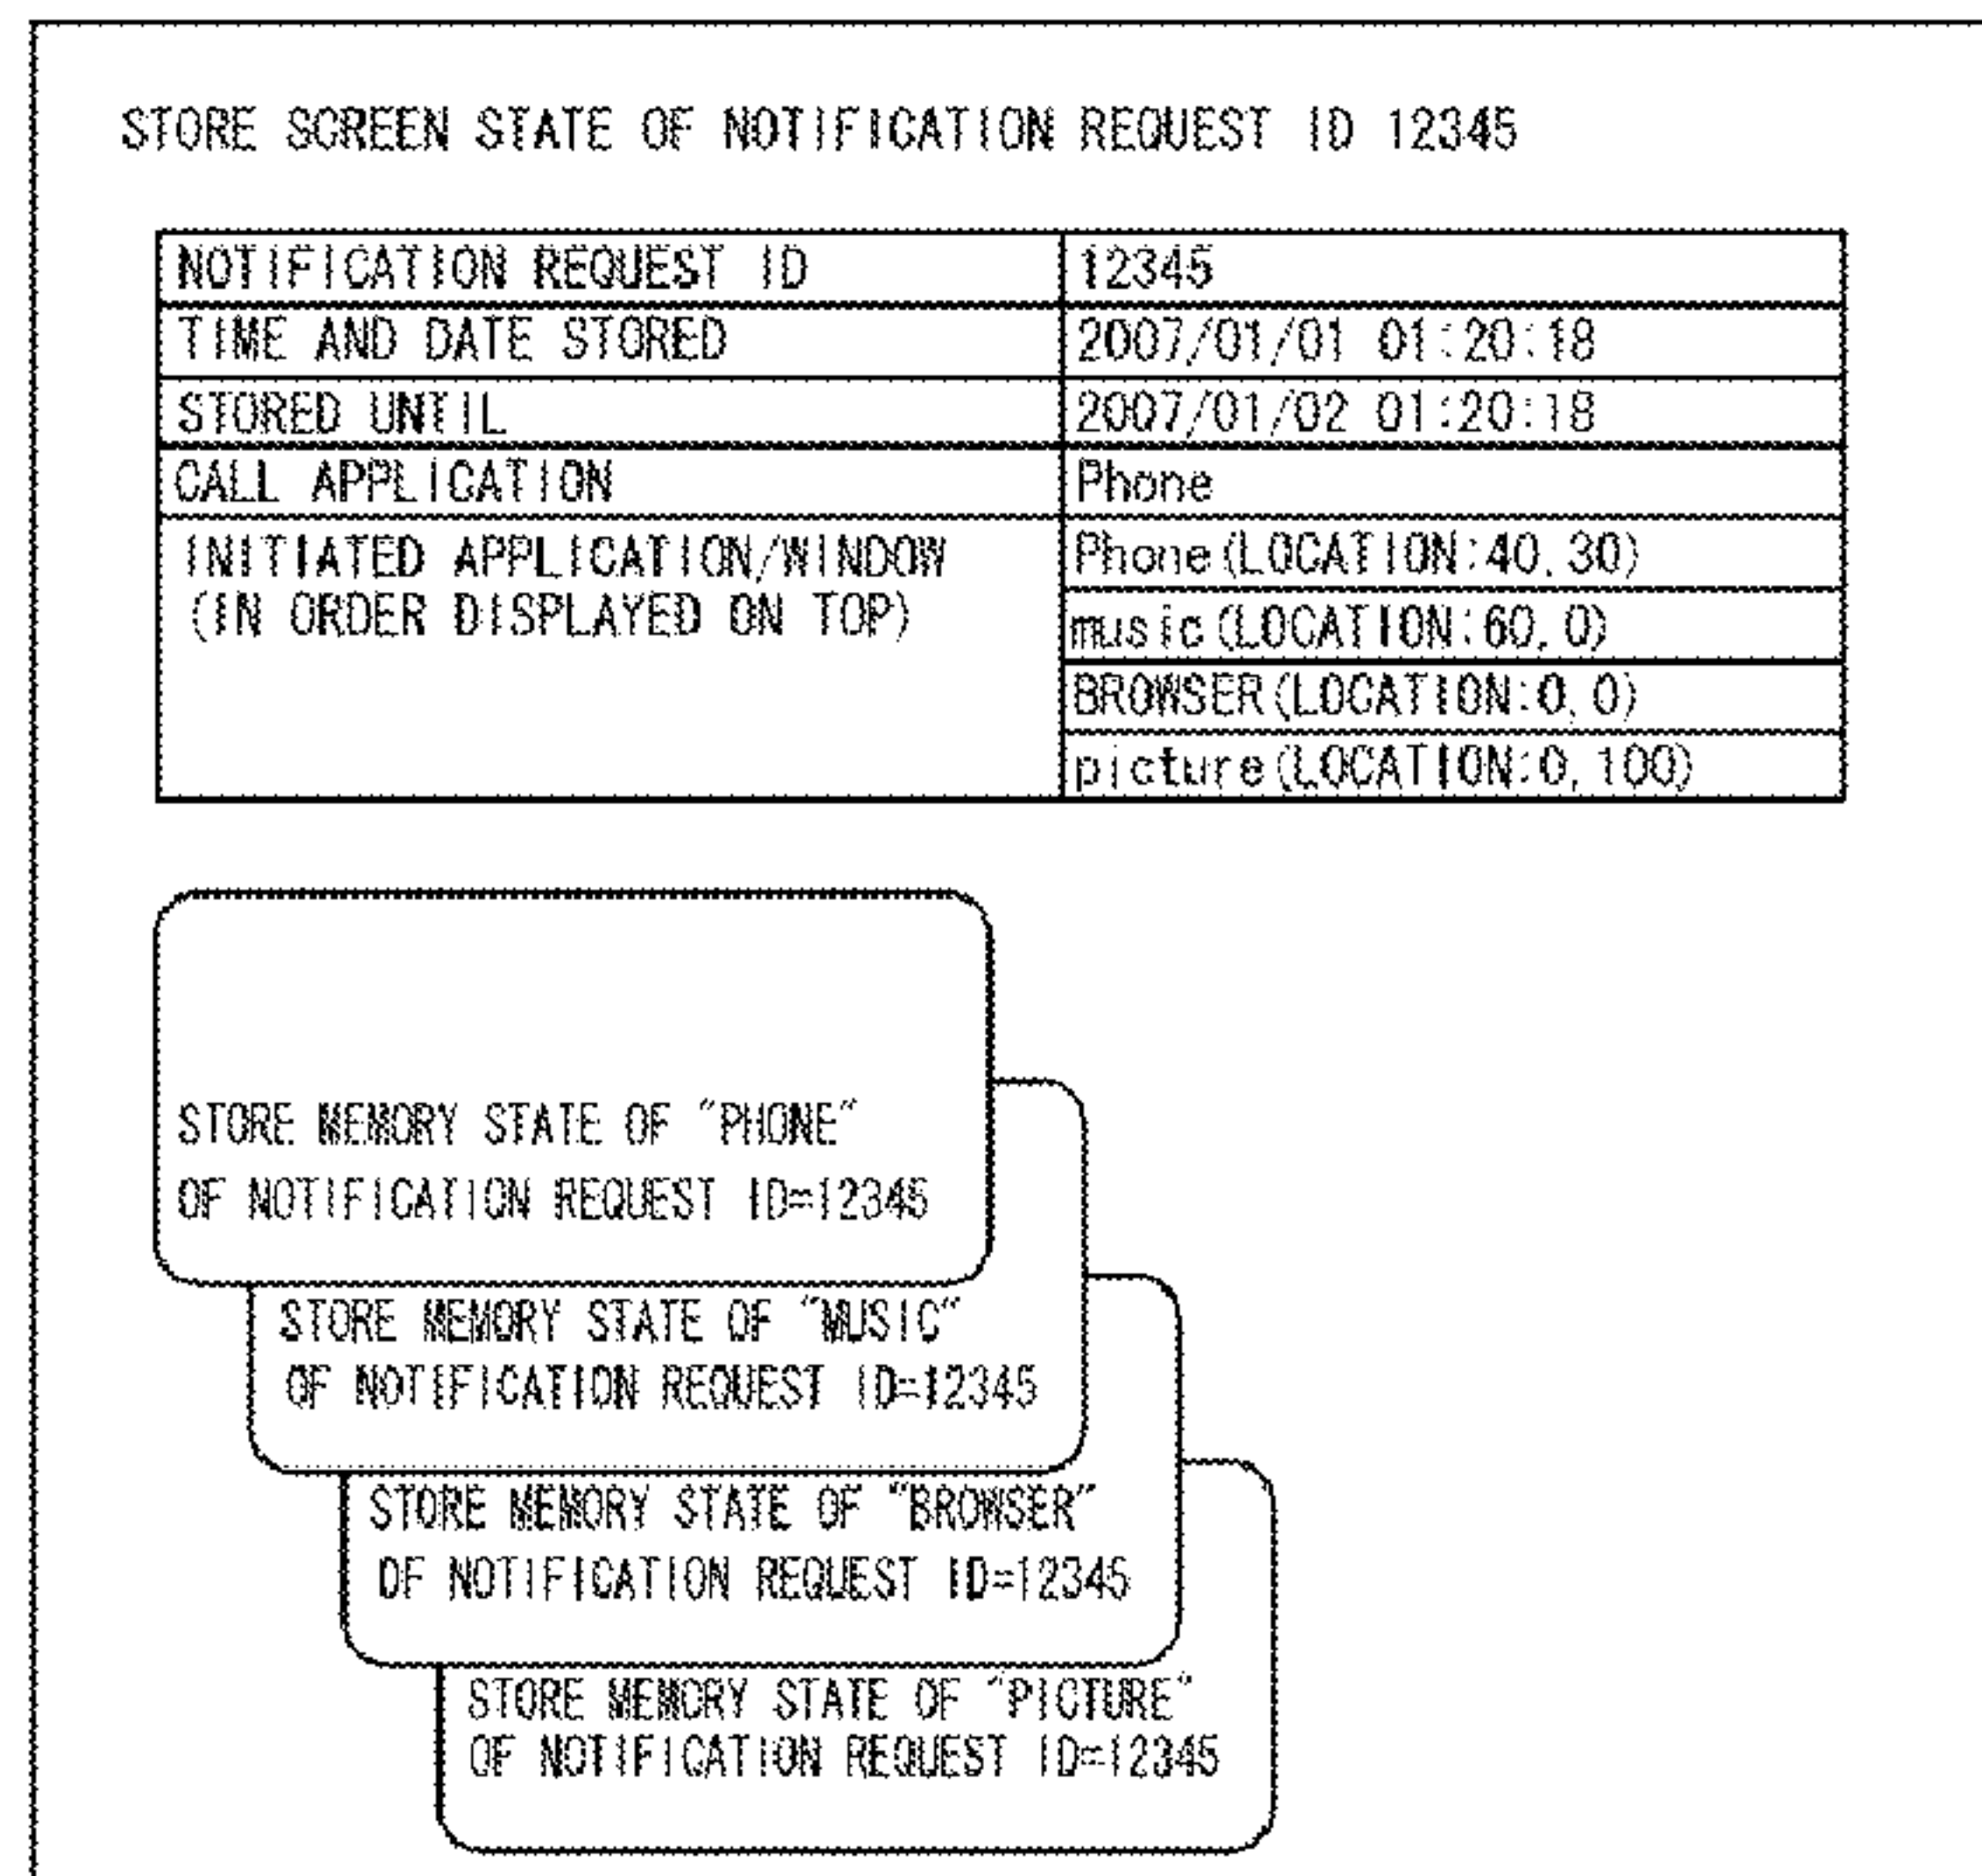 STORE SCREEN STATE OF NOTIFICATION REQUEST ID 12345
NOTIFICATION REQUEST ID 12345
TIME AND DATE STORED 2007/01/01 01:20:18
STORED UNTIL 2007/01/02 01:20:18
CALL APPLICATION Phone
INITIATED APPLICATION/WINDOW Phone(LOCATION:40,30)
(IN ORDER DISPLAYED ON TOP) music(LOCATION:60,0)
BROWSER(LOCATION:0,0)
picture(LOCATION:0,100)
STORE MEMORY STATE OF "PHONE"
OF NOTIFICATION REQUEST ID=12345
STORE MEMORY STATE OF "MUSIC"
OF NOTIFICATION REQUEST ID=12345
STORE MEMORY STATE OF "BROWSER"
OF NOTIFICATION REQUEST ID=12345
STORE MEMORY STATE OF "PICTURE"
OF NOTIFICATION REQUEST ID=12345